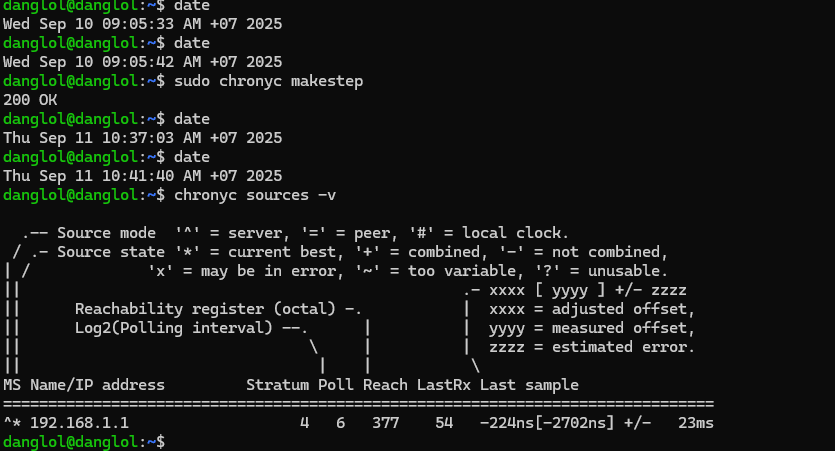 danglol@danglol:~$ date
Wed Sep 10 09:05:33 AM +07 2025
danglol@danglol:~$ date
Wed Sep 10 09:05:42 AM +07 2025
danglol@danglol:~$ sudo chronyc makestep
200 OK
danglol@danglol:~$ date
Thu Sep 11 10:37:03 AM +07 2025
danglol@danglol:~$ date
Thu Sep 11 10:41:40 AM +07 2025
danglol@danglol:~$ chronyc sources -v

  .-- Source mode  '^' = server, '=' = peer, '#' = local clock.
 / .- Source state '*' = current best, '+' = combined, '-' = not combined,
| /             'x' = may be in error, '~' = too variable, '?' = unusable.
||                                                 .- xxxx [ yyyy ] +/- zzzz
||      Reachability register (octal) -.           |  xxxx = adjusted offset,
||      Log2(Polling interval) --.      |          |  yyyy = measured offset,
||                                \     |          |  zzzz = estimated error.
||                                 |    |           \
MS Name/IP address         Stratum Poll Reach LastRx Last sample
===============================================================================
^* 192.168.1.1                   4   6   377    54   -224ns[-2702ns] +/-   23ms
danglol@danglol:~$